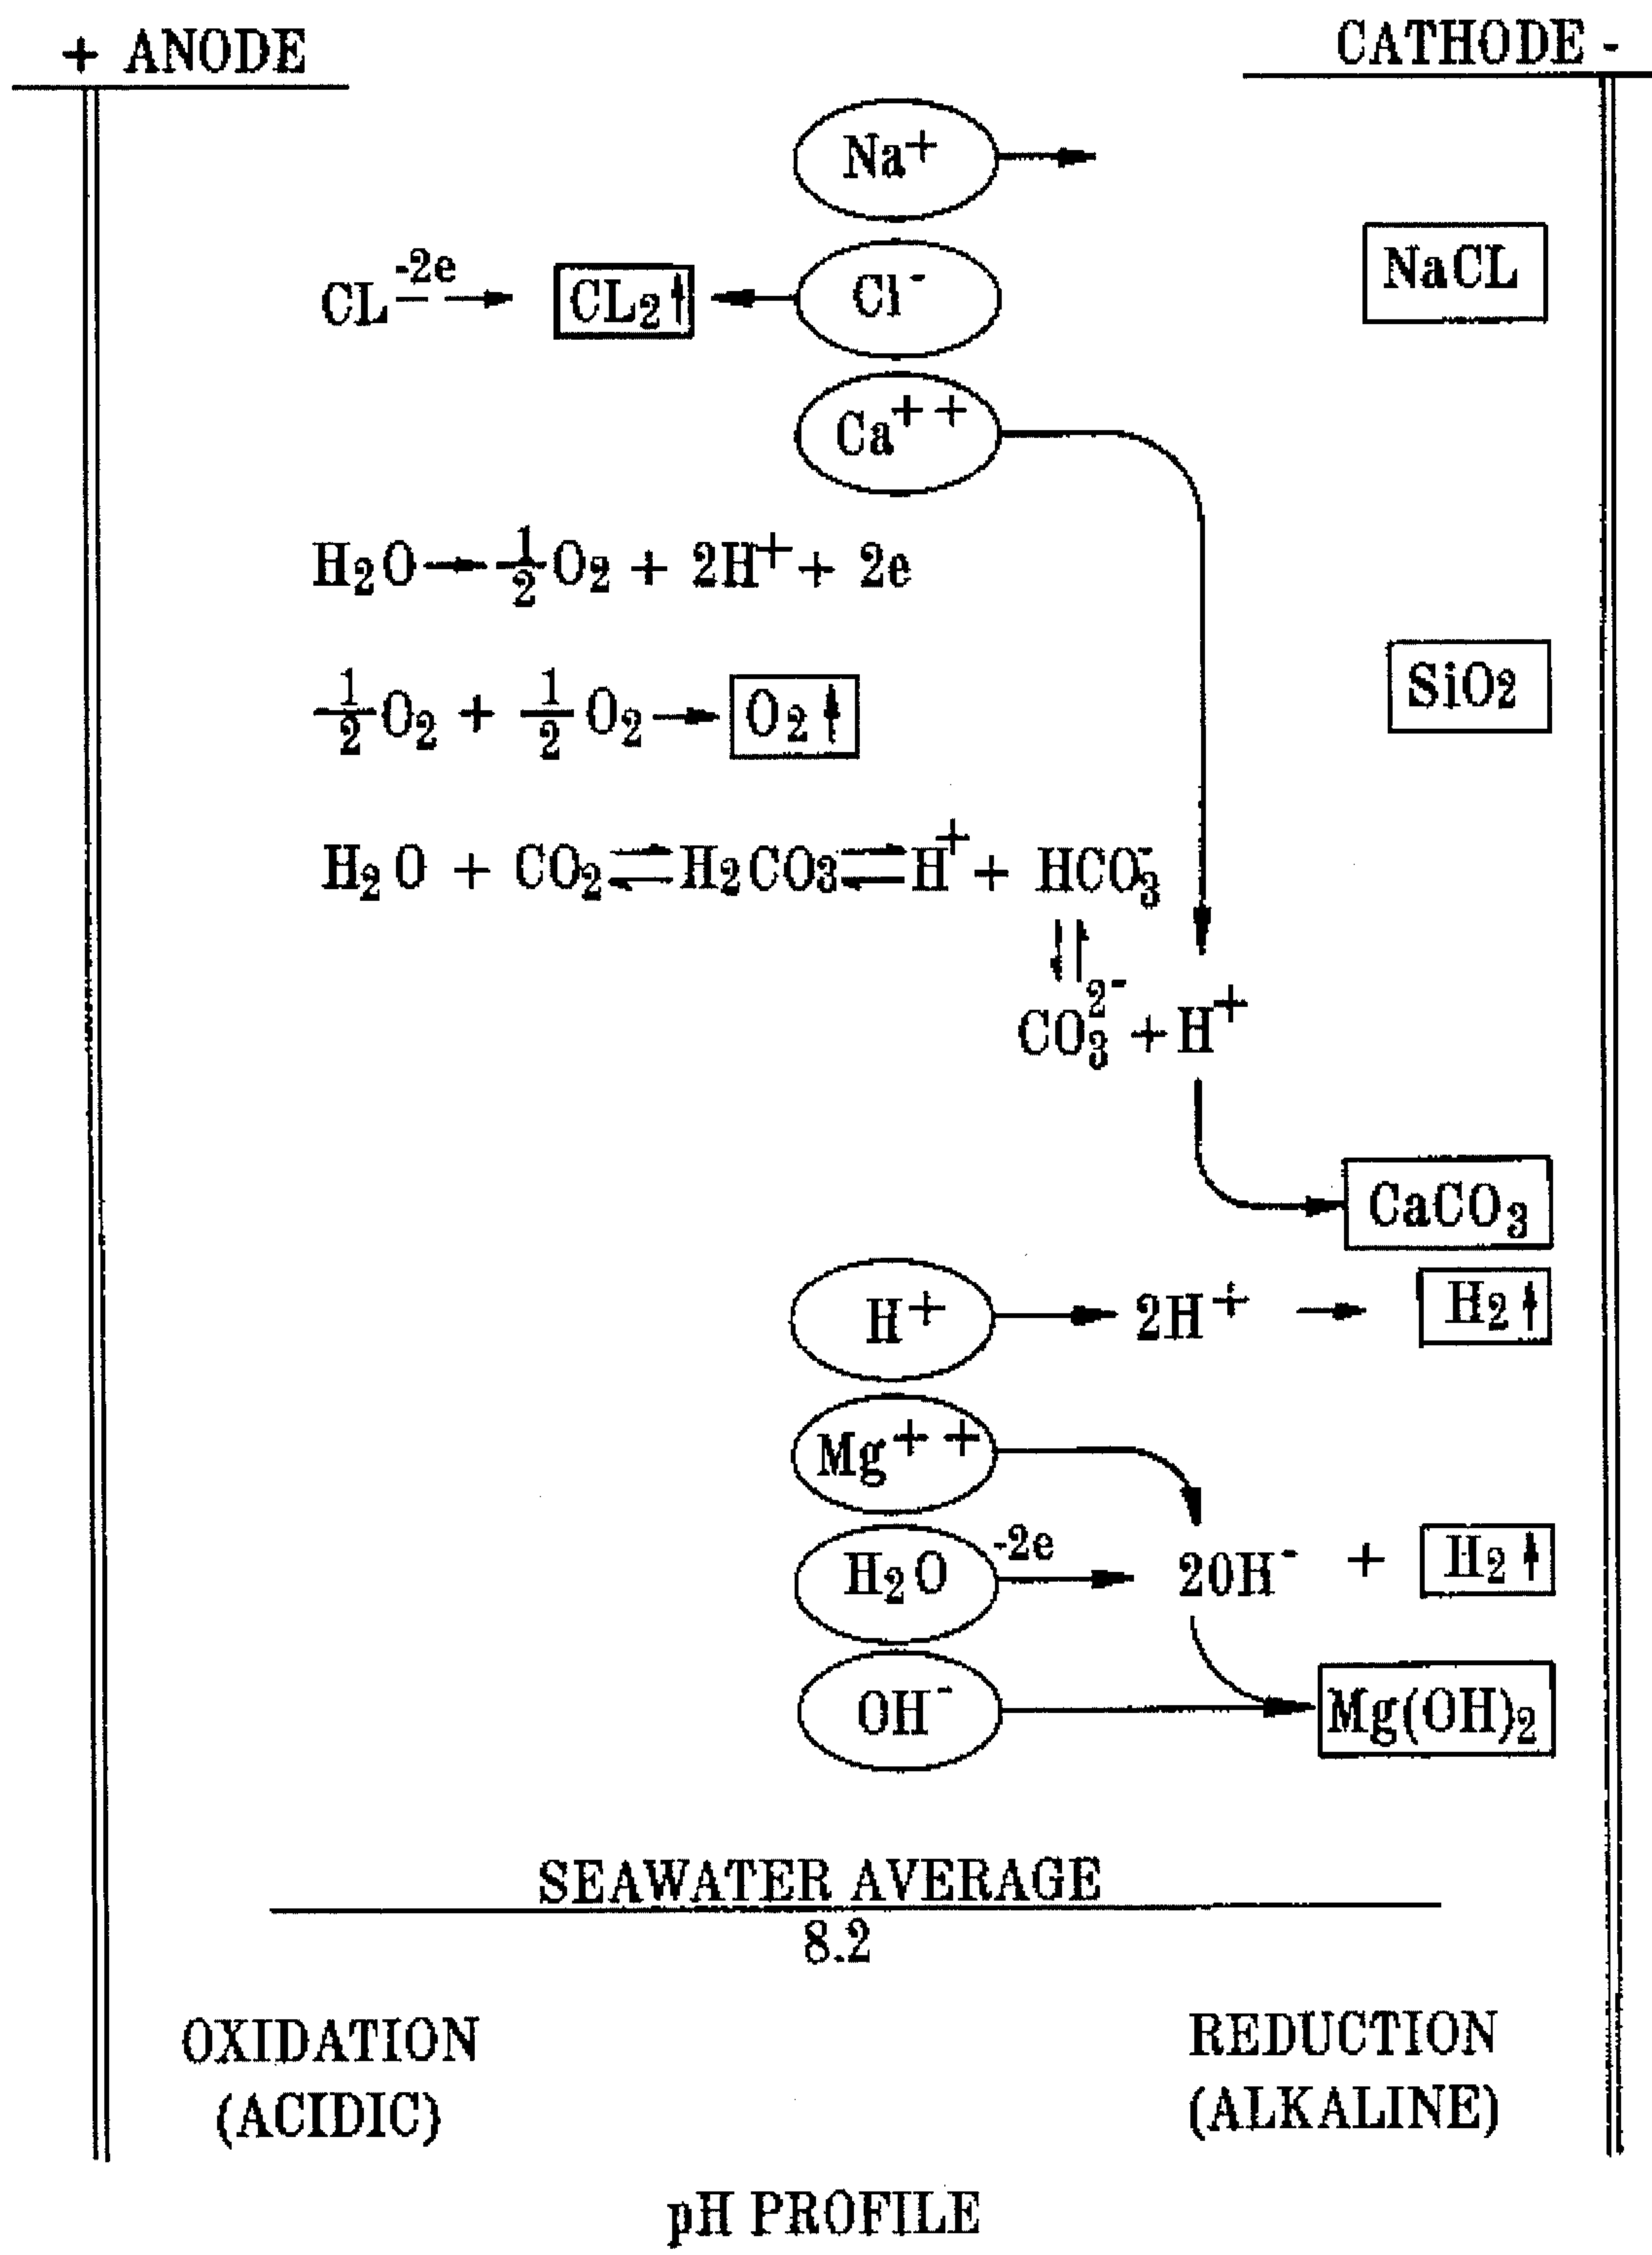 + ANODE
CATHODE -
Na+
NaCL
CL- -2e → CL2↑ ← Cl-
Ca++
H2O → 1/2 O2 + 2H+ + 2e
SiO2
1/2 O2 + 1/2 O2 → O2↑
H2O + CO2 ⇌ H2CO3 ⇌ H+ + HCO3-
CO3 2- + H+
CaCO3
H+ → 2H+ → H2↑
Mg++
H2O -2e → 2OH- + H2↑
OH- → Mg(OH)2
SEAWATER AVERAGE
8.2
OXIDATION
(ACIDIC)
REDUCTION
(ALKALINE)
pH PROFILE